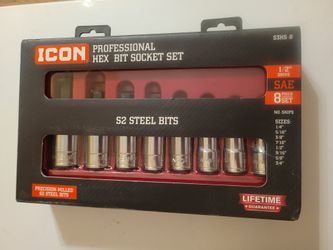 ICON
PROFESSIONAL
HEX BIT SOCKET SET
S3HS 8
1/2"
DRIVE
SAE
8 PIECE
SOCKET
SET
NO SKIPS
S2 STEEL BITS
SIZES:
1/4"
5/16"
3/8"
7/16"
1/2"
9/16"
5/8"
3/4"
PRECISION MILLED
S2 STEEL BITS
LIFETIME
GUARANTEE